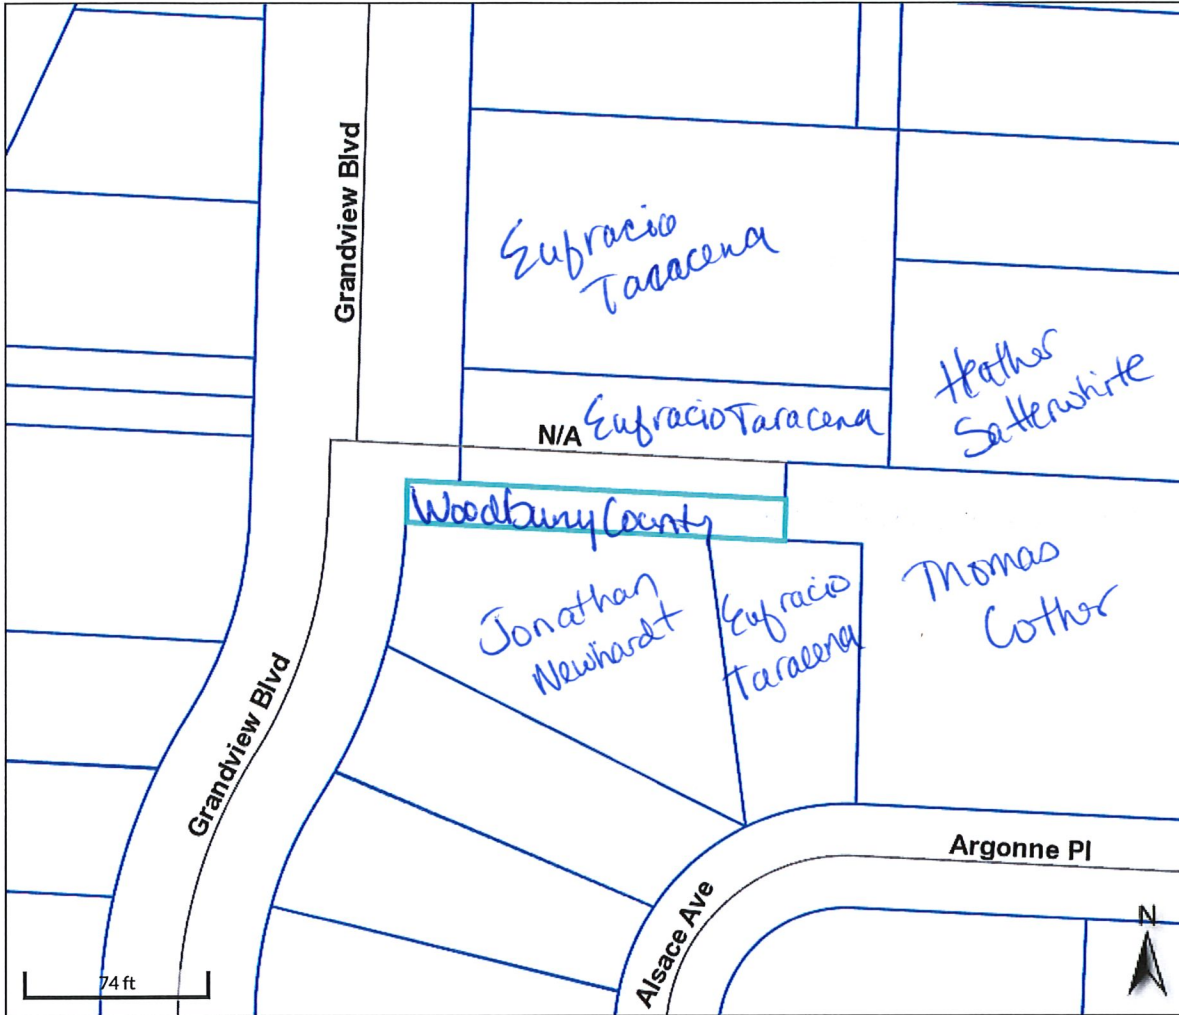 Grandview Blvd
Eufracio
Taracena
Heather
Satterwhite
N/A
Eufracio Taracena
Woodbury County
Jonathan
Newhardt
Eufracio
Taracena
Thomas
Cother
Grandview Blvd
Argonne Pl
Alsace Ave
N
74 ft